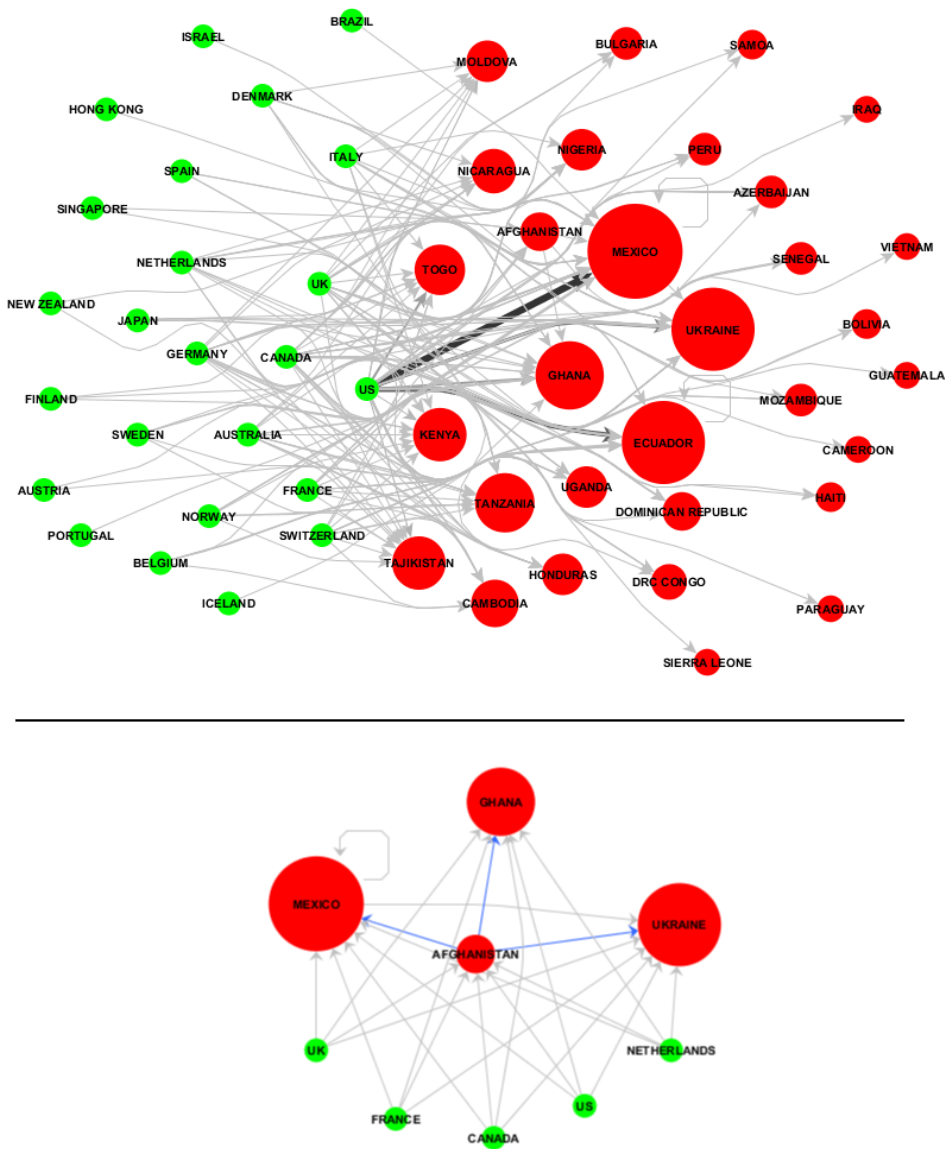 BRAZIL
ISRAEL
BULGARIA
SAMOA
MOLDOVA
DENMARK
HONG KONG
IRAQ
ITALY
NIGERIA
PERU
SPAIN
NICARAGUA
AZERBAIJAN
SINGAPORE
AFGHANISTAN
VIETNAM
MEXICO
SENEGAL
NETHERLANDS
TOGO
UK
NEW ZEALAND
JAPAN
BOLIVIA
UKRAINE
GERMANY
CANADA
GHANA
GUATEMALA
US
FINLAND
MOZAMBIQUE
SWEDEN
AUSTRALIA
KENYA
ECUADOR
CAMEROON
AUSTRIA
FRANCE
UGANDA
HAITI
TANZANIA
NORWAY
DOMINICAN REPUBLIC
PORTUGAL
SWITZERLAND
BELGIUM
TAJIKISTAN
HONDURAS
DRC CONGO
ICELAND
CAMBODIA
PARAGUAY
SIERRA LEONE
GHANA
MEXICO
UKRAINE
AFGHANISTAN
UK
NETHERLANDS
US
FRANCE
CANADA